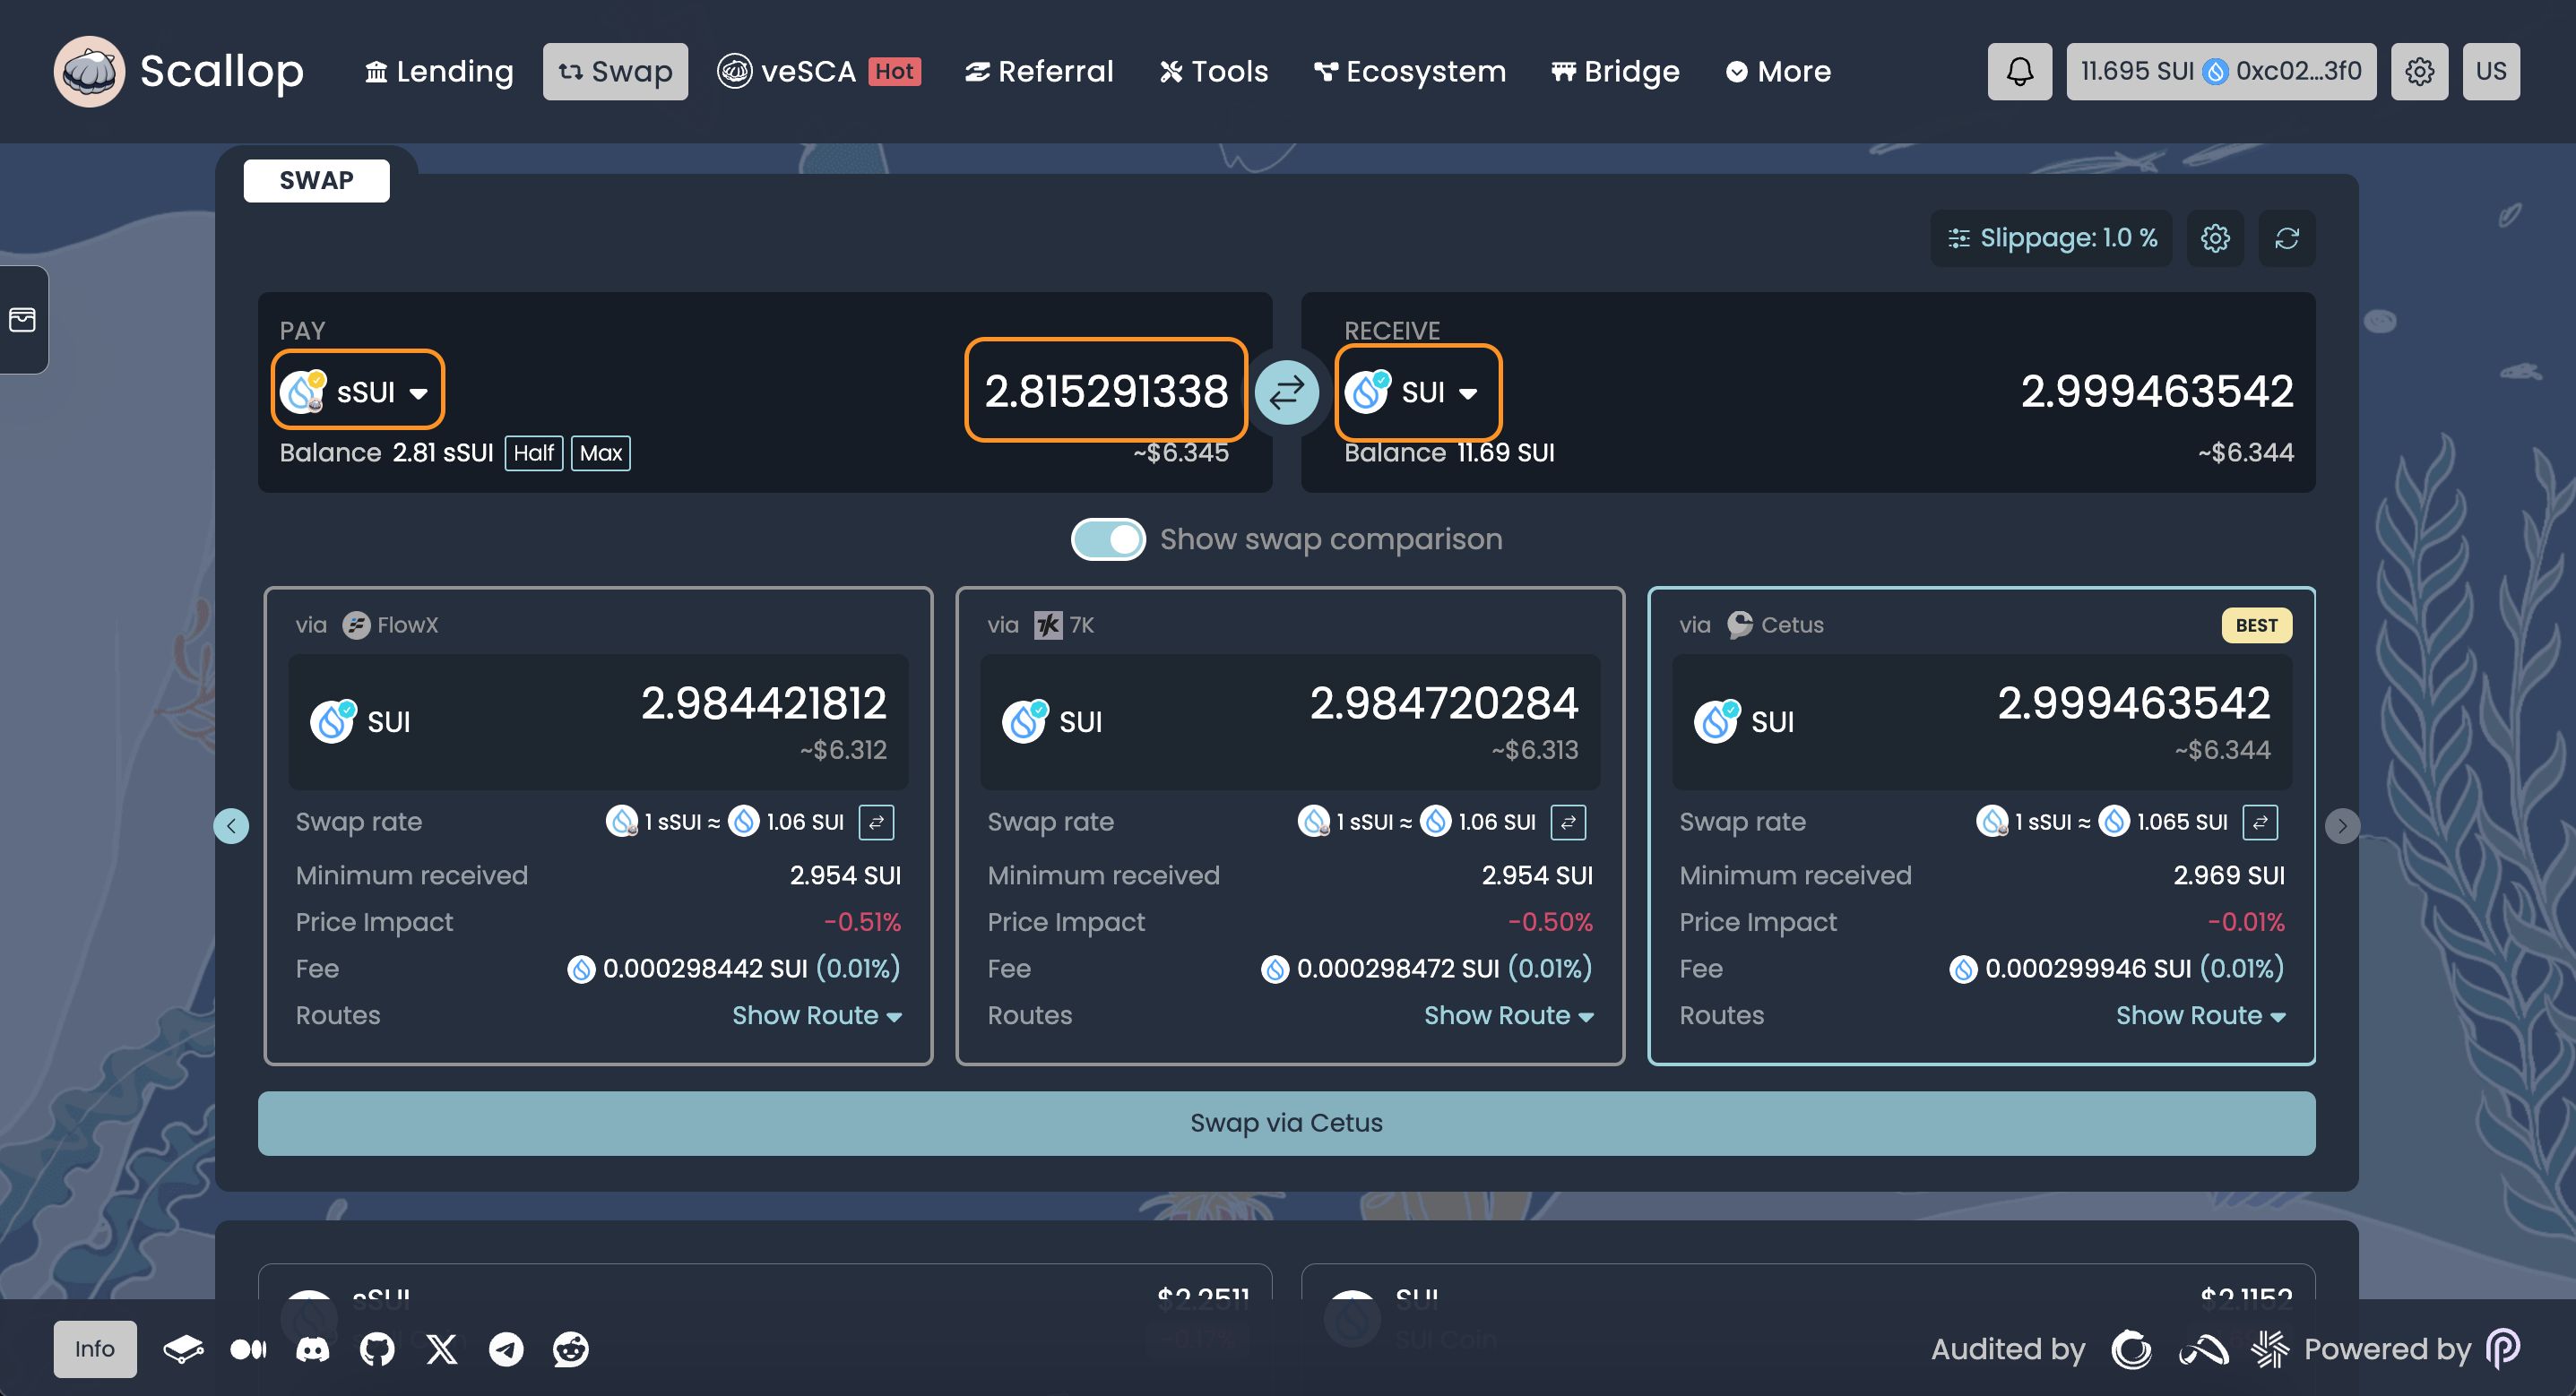 Scallop Lending Swap veSCA Hot Referral Tools Ecosystem Bridge More 11.695 SUI 0xc02...3f0 US
SWAP
Slippage: 1.0 %
PAY
sSUI 2.815291338
Balance 2.81 sSUI Half Max ~$6.345
RECEIVE
SUI 2.999463542
Balance 11.69 SUI ~$6.344
Show swap comparison
via FlowX
SUI 2.984421812
~$6.312
Swap rate 1 sSUI ≈ 1.06 SUI
Minimum received 2.954 SUI
Price Impact -0.51%
Fee 0.000298442 SUI (0.01%)
Routes Show Route
via 7K
SUI 2.984720284
~$6.313
Swap rate 1 sSUI ≈ 1.06 SUI
Minimum received 2.954 SUI
Price Impact -0.50%
Fee 0.000298472 SUI (0.01%)
Routes Show Route
via Cetus BEST
SUI 2.999463542
~$6.344
Swap rate 1 sSUI ≈ 1.065 SUI
Minimum received 2.969 SUI
Price Impact -0.01%
Fee 0.000299946 SUI (0.01%)
Routes Show Route
Swap via Cetus
sSUI $2.2511
SUI $2.1152
SUI Coin
Info Audited by Powered by